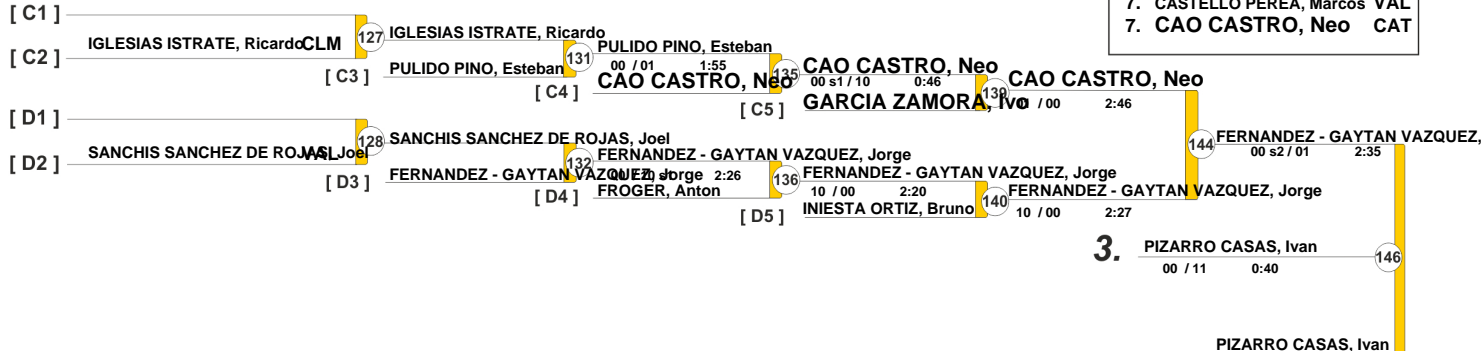 7. CASTELLO PEREA, Marcos VAL
7. CAO CASTRO, Neo CAT
[ C1 ]
IGLESIAS ISTRATE, Ricardo CLM
[ C2 ]
127
IGLESIAS ISTRATE, Ricardo
PULIDO PINO, Esteban
[ C3 ]
131
PULIDO PINO, Esteban
00 / 01 1:55
CAO CASTRO, Neo
[ C4 ]
135
CAO CASTRO, Neo
00 s1 / 10 0:46
GARCIA ZAMORA, Ivo
[ C5 ]
139
CAO CASTRO, Neo
/ 00 2:46
[ D1 ]
SANCHIS SANCHEZ DE ROJAS, Joel VAL
[ D2 ]
128
SANCHIS SANCHEZ DE ROJAS, Joel
FERNANDEZ - GAYTAN VAZQUEZ, Jorge
[ D3 ]
132
FERNANDEZ - GAYTAN VAZQUEZ, Jorge
2:26
FROGER, Anton
[ D4 ]
136
FERNANDEZ - GAYTAN VAZQUEZ, Jorge
10 / 00 2:20
INIESTA ORTIZ, Bruno
[ D5 ]
140
FERNANDEZ - GAYTAN VAZQUEZ, Jorge
10 / 00 2:27
144
FERNANDEZ - GAYTAN VAZQUEZ,
00 s2 / 01 2:35
3.
PIZARRO CASAS, Ivan
00 / 11 0:40
146
PIZARRO CASAS, Ivan